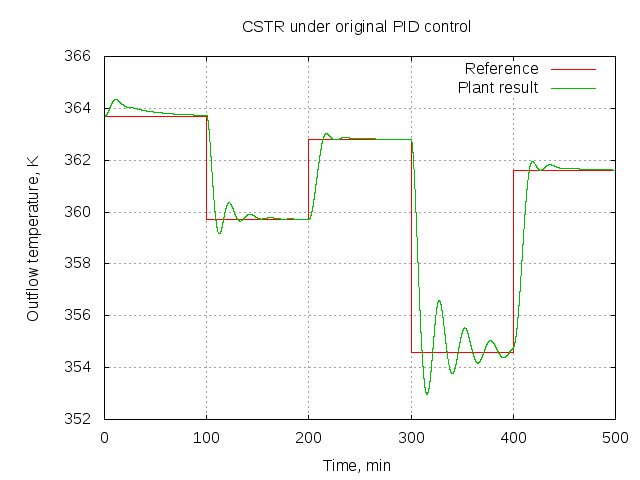 CSTR under original PID control
366
364
362
360
358
356
354
352
Outflow temperature, K
Reference
Plant result
0 100 200 300 400 500
Time, min